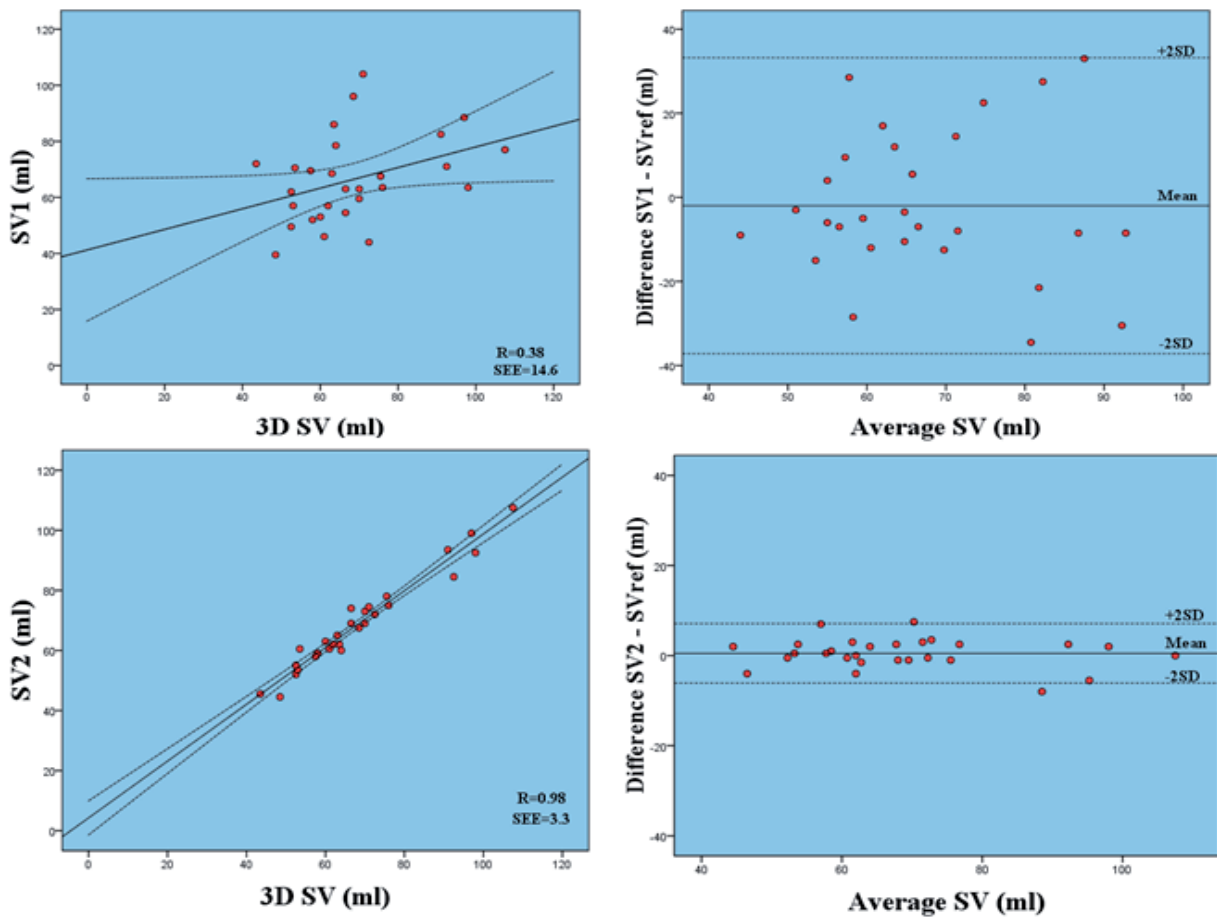 120
100
80
60
40
20
0
SV1 (ml)
R=0.38
SEE=14.6
0 20 40 60 80 100 120
3D SV (ml)
40
20
0
-20
-40
Difference SV1 - SVref (ml)
+2SD
Mean
-2SD
40 50 60 70 80 90 100
Average SV (ml)
120
100
80
60
40
20
0
SV2 (ml)
R=0.98
SEE=3.3
0 20 40 60 80 100 120
3D SV (ml)
40
20
0
-20
-40
Difference SV2 - SVref (ml)
+2SD
Mean
-2SD
40 60 80 100
Average SV (ml)